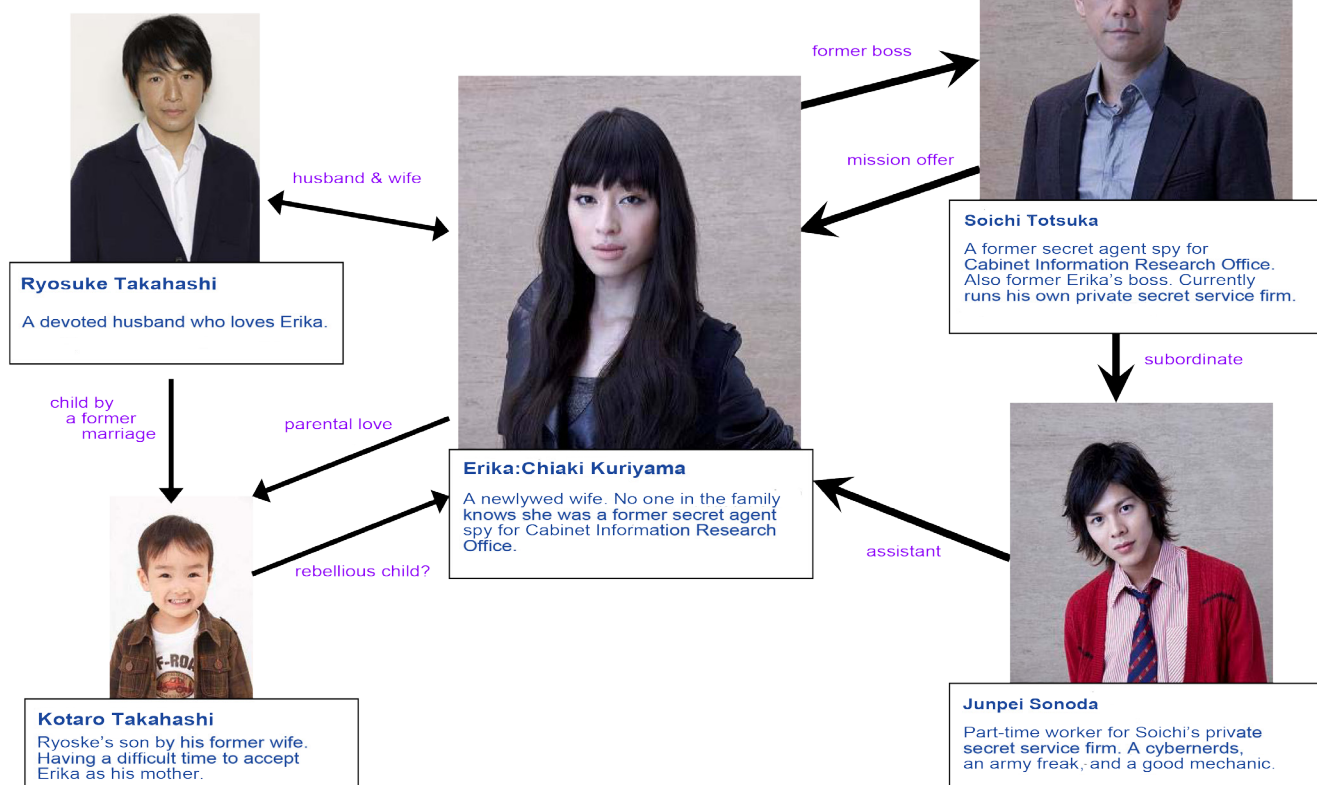 former boss
mission offer
husband & wife
Ryosuke Takahashi
A devoted husband who loves Erika.
Soichi Totsuka
A former secret agent spy for
Cabinet Information Research Office.
Also former Erika's boss. Currently
runs his own private secret service firm.
subordinate
child by
a former
marriage
parental love
Erika:Chiaki Kuriyama
A newlywed wife. No one in the family
knows she was a former secret agent
spy for Cabinet Information Research
Office.
assistant
rebellious child?
F-ROA
Kotaro Takahashi
Ryoske's son by his former wife.
Having a difficult time to accept
Erika as his mother.
Junpei Sonoda
Part-time worker for Soichi's private
secret service firm. A cybernerds,
an army freak, and a good mechanic.